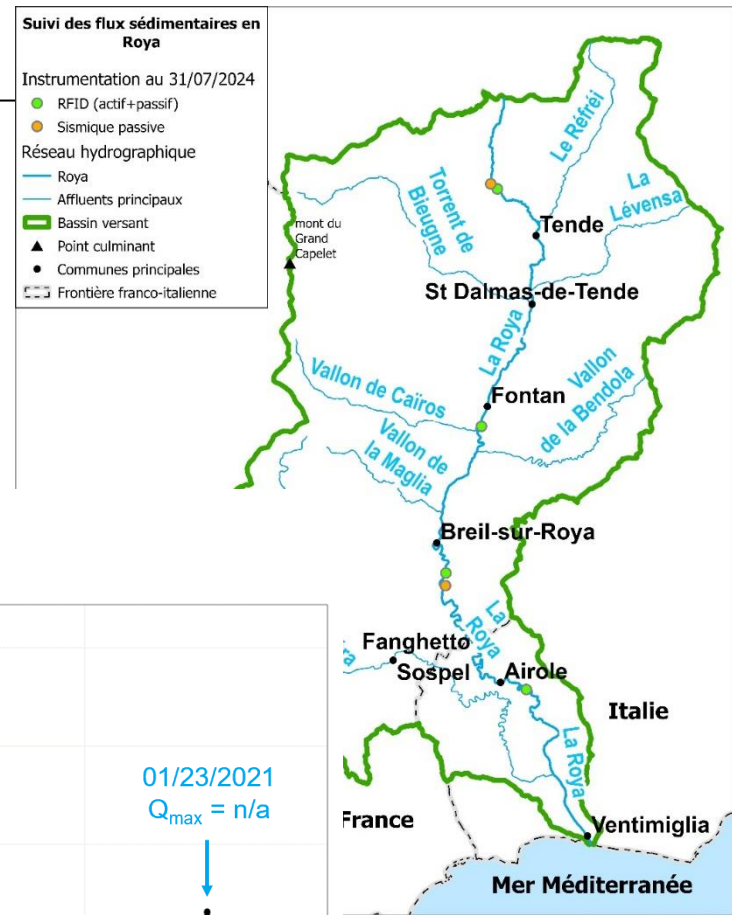 Suivi des flux sédimentaires en
Roya
Instrumentation au 31/07/2024
RFID (actif+passif)
Sismique passive
Réseau hydrographique
Roya
Affluents principaux
Bassin versant
Point culminant
Communes principales
Frontière franco-italienne
mont du
Grand
Capelet
Le Réfréi
Torrent de
Bieugne
La
Lévensa
Tende
St Dalmas-de-Tende
La Roya
Vallon de Caïros
Fontan
Vallon
de la Bendola
Vallon de
la Maglia
Breil-sur-Roya
La
Roya
Fanghetto
Sospel
Airole
Italie
La Roya
01/23/2021
Qmax = n/a
France
Ventimiglia
Mer Méditerranée